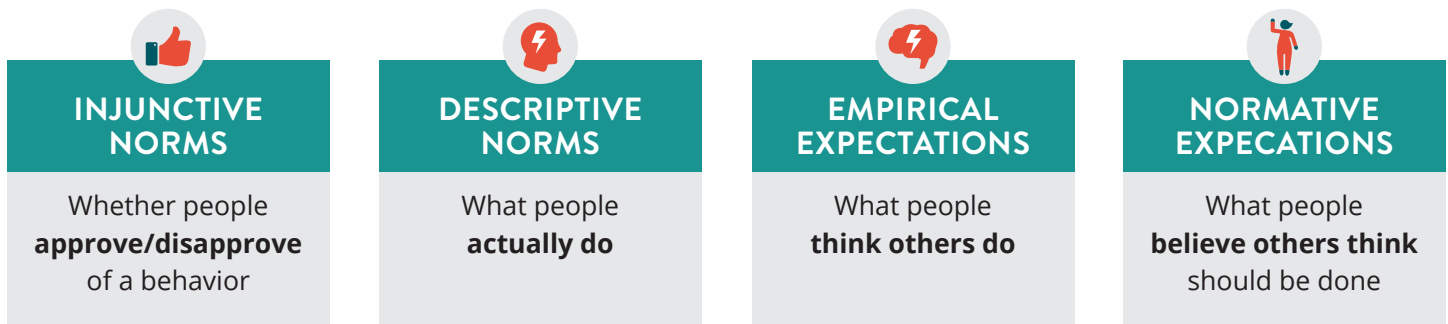 INJUNCTIVE
NORMS
Whether people
approve/disapprove
of a behavior
DESCRIPTIVE
NORMS
What people
actually do
EMPIRICAL
EXPECTATIONS
What people
think others do
NORMATIVE
EXPECATIONS
What people
believe others think
should be done